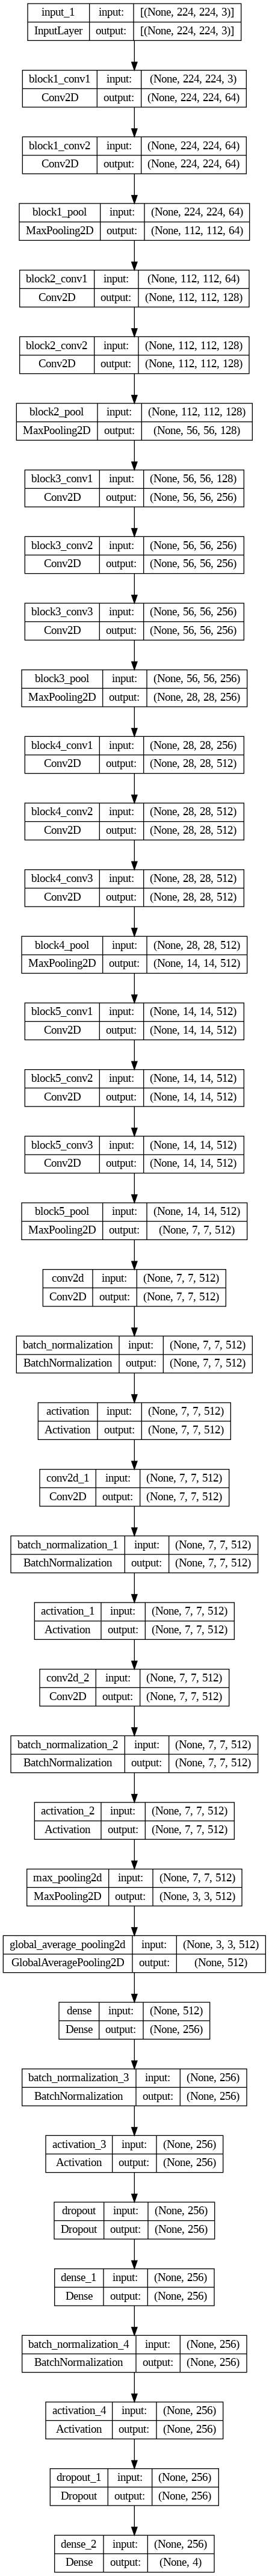 input_1 input: [(None, 224, 224, 3)]
InputLayer output: [(None, 224, 224, 3)]
block1_conv1 input: (None, 224, 224, 3)
Conv2D output: (None, 224, 224, 64)
block1_conv2 input: (None, 224, 224, 64)
Conv2D output: (None, 224, 224, 64)
block1_pool input: (None, 224, 224, 64)
MaxPooling2D output: (None, 112, 112, 64)
block2_conv1 input: (None, 112, 112, 64)
Conv2D output: (None, 112, 112, 128)
block2_conv2 input: (None, 112, 112, 128)
Conv2D output: (None, 112, 112, 128)
block2_pool input: (None, 112, 112, 128)
MaxPooling2D output: (None, 56, 56, 128)
block3_conv1 input: (None, 56, 56, 128)
Conv2D output: (None, 56, 56, 256)
block3_conv2 input: (None, 56, 56, 256)
Conv2D output: (None, 56, 56, 256)
block3_conv3 input: (None, 56, 56, 256)
Conv2D output: (None, 56, 56, 256)
block3_pool input: (None, 56, 56, 256)
MaxPooling2D output: (None, 28, 28, 256)
block4_conv1 input: (None, 28, 28, 256)
Conv2D output: (None, 28, 28, 512)
block4_conv2 input: (None, 28, 28, 512)
Conv2D output: (None, 28, 28, 512)
block4_conv3 input: (None, 28, 28, 512)
Conv2D output: (None, 28, 28, 512)
block4_pool input: (None, 28, 28, 512)
MaxPooling2D output: (None, 14, 14, 512)
block5_conv1 input: (None, 14, 14, 512)
Conv2D output: (None, 14, 14, 512)
block5_conv2 input: (None, 14, 14, 512)
Conv2D output: (None, 14, 14, 512)
block5_conv3 input: (None, 14, 14, 512)
Conv2D output: (None, 14, 14, 512)
block5_pool input: (None, 14, 14, 512)
MaxPooling2D output: (None, 7, 7, 512)
conv2d input: (None, 7, 7, 512)
Conv2D output: (None, 7, 7, 512)
batch_normalization input: (None, 7, 7, 512)
BatchNormalization output: (None, 7, 7, 512)
activation input: (None, 7, 7, 512)
Activation output: (None, 7, 7, 512)
conv2d_1 input: (None, 7, 7, 512)
Conv2D output: (None, 7, 7, 512)
batch_normalization_1 input: (None, 7, 7, 512)
BatchNormalization output: (None, 7, 7, 512)
activation_1 input: (None, 7, 7, 512)
Activation output: (None, 7, 7, 512)
conv2d_2 input: (None, 7, 7, 512)
Conv2D output: (None, 7, 7, 512)
batch_normalization_2 input: (None, 7, 7, 512)
BatchNormalization output: (None, 7, 7, 512)
activation_2 input: (None, 7, 7, 512)
Activation output: (None, 7, 7, 512)
max_pooling2d input: (None, 7, 7, 512)
MaxPooling2D output: (None, 3, 3, 512)
global_average_pooling2d input: (None, 3, 3, 512)
GlobalAveragePooling2D output: (None, 512)
dense input: (None, 512)
Dense output: (None, 256)
batch_normalization_3 input: (None, 256)
BatchNormalization output: (None, 256)
activation_3 input: (None, 256)
Activation output: (None, 256)
dropout input: (None, 256)
Dropout output: (None, 256)
dense_1 input: (None, 256)
Dense output: (None, 256)
batch_normalization_4 input: (None, 256)
BatchNormalization output: (None, 256)
activation_4 input: (None, 256)
Activation output: (None, 256)
dropout_1 input: (None, 256)
Dropout output: (None, 256)
dense_2 input: (None, 256)
Dense output: (None, 4)